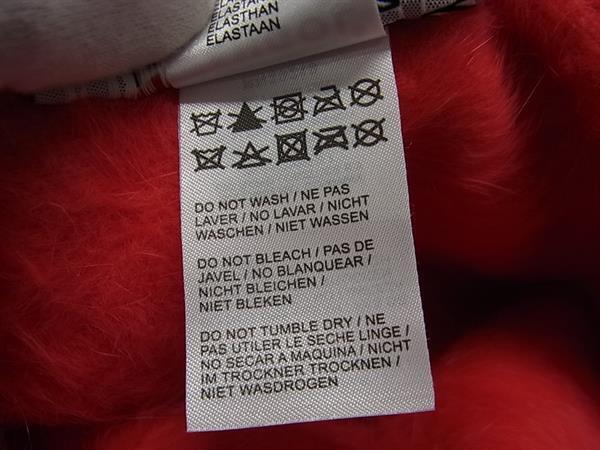 ELASTANE
ELASTHAN
ELASTAAN
DO NOT WASH / NE PAS
LAVER / NO LAVAR / NICHT
WASCHEN / NIET WASSEN
DO NOT BLEACH / PAS DE
JAVEL / NO BLANQUEAR /
NICHT BLEICHEN /
NIET BLEKEN
DO NOT TUMBLE DRY / NE
PAS UTILER LE SECHE LINGE /
NO SECAR A MAQUINA / NICHT
IM TROCKNER TROCKNEN /
NIET WASDROGEN